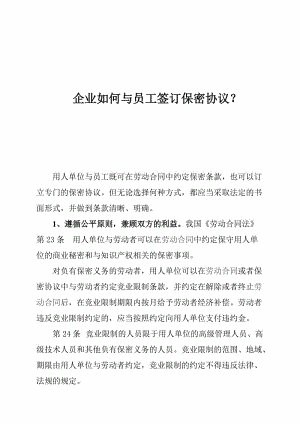 企业如何与员工签订保密协议？
用人单位与员工既可在劳动合同中约定保密条款，也可以订
立专门的保密协议。但无论选择何种方式，都应当采取法定的书
面形式，并做到条款清晰、明确。
1、遵循公平原则，兼顾双方的利益。我国《劳动合同法》
第 23 条　用人单位与劳动者可以在劳动合同中约定保守用人单
位的商业秘密和与知识产权相关的保密事项。
对负有保密义务的劳动者，用人单位可以在劳动合同或者保
密协议中与劳动者约定竞业限制条款，并约定在解除或者终止劳
动合同后，在竞业限制期限内按月给予劳动者经济补偿。劳动者
违反竞业限制约定的，应当按照约定向用人单位支付违约金。
第 24 条 竞业限制的人员限于用人单位的高级管理人员、高
级技术人员和其他负有保密义务的人员。竞业限制的范围、地域、
期限由用人单位与劳动者约定，竞业限制的约定不得违反法律、
法规的规定。